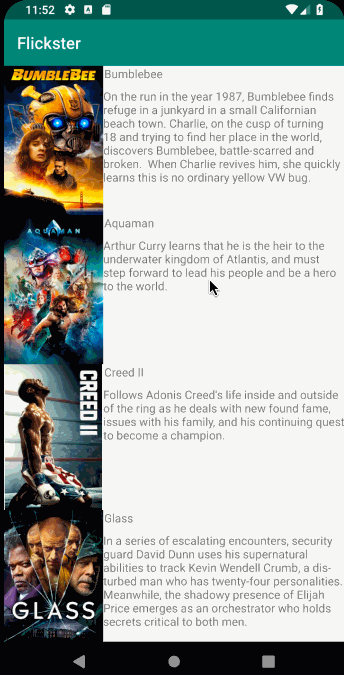 11:52
Flickster
BUMBLEBEE
Bumblebee
On the run in the year 1987, Bumblebee finds
refuge in a junkyard in a small Californian
beach town. Charlie, on the cusp of turning
18 and trying to find her place in the world,
discovers Bumblebee, battle-scarred and
broken.  When Charlie revives him, she quickly
learns this is no ordinary yellow VW bug.
AQUAMAN
Aquaman
Arthur Curry learns that he is the heir to the
underwater kingdom of Atlantis, and must
step forward to lead his people and be a hero
to the world.
CREED II
Creed II
Follows Adonis Creed's life inside and outside
of the ring as he deals with new found fame,
issues with his family, and his continuing quest
to become a champion.
GLASS
Glass
In a series of escalating encounters, security
guard David Dunn uses his supernatural
abilities to track Kevin Wendell Crumb, a dis-
turbed man who has twenty-four personalities.
Meanwhile, the shadowy presence of Elijah
Price emerges as an orchestrator who holds
secrets critical to both men.